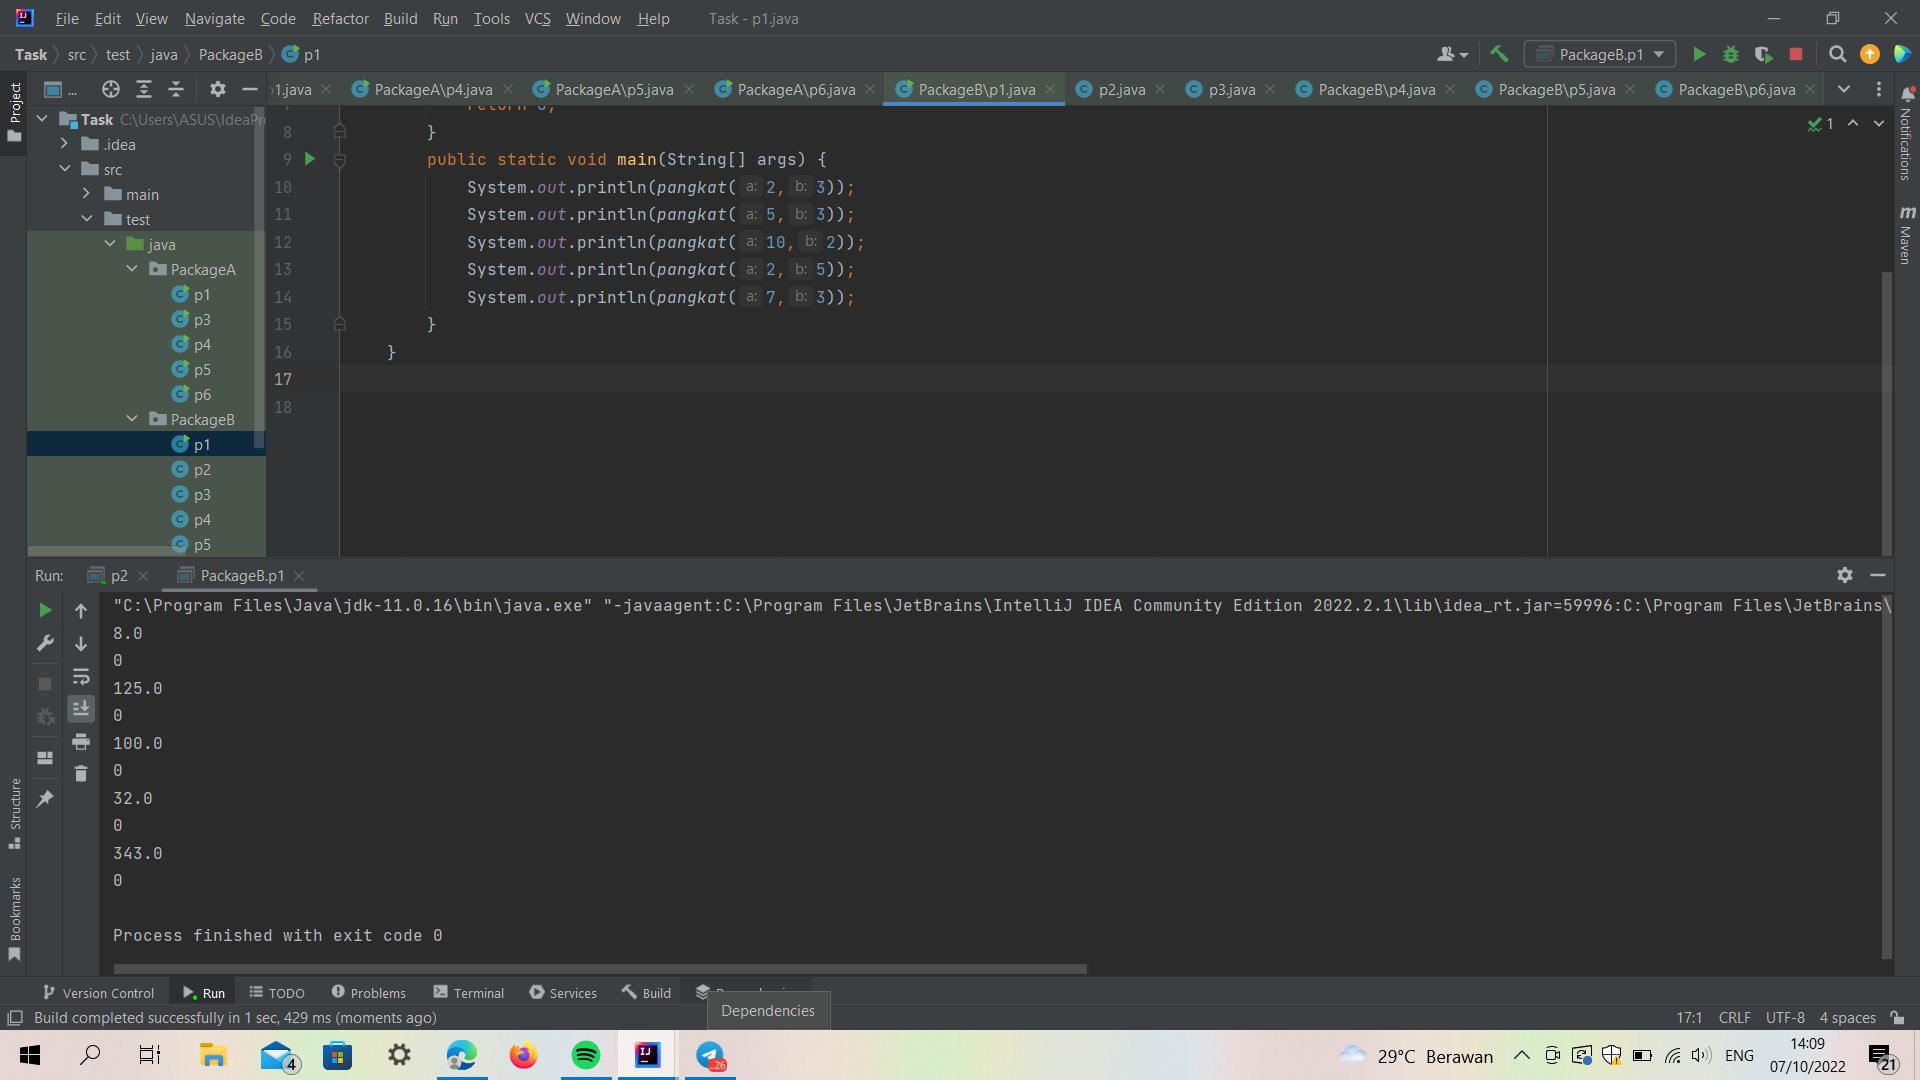 File Edit View Navigate Code Refactor Build Run Tools VCS Window Help Task - p1.java
Task src test java PackageB p1 PackageB.p1
Project ... 1.java PackageA\p4.java PackageA\p5.java PackageA\p6.java PackageB\p1.java p2.java p3.java PackageB\p4.java PackageB\p5.java PackageB\p6.java
Task C:\Users\ASUS\IdeaPr
.idea
src
main
test
java
PackageA
p1
p3
p4
p5
p6
PackageB
p1
p2
p3
p4
p5
8 }
9 public static void main(String[] args) {
10 System.out.println(pangkat( a: 2, b: 3));
11 System.out.println(pangkat( a: 5, b: 3));
12 System.out.println(pangkat( a: 10, b: 2));
13 System.out.println(pangkat( a: 2, b: 5));
14 System.out.println(pangkat( a: 7, b: 3));
15 }
16 }
17
18
1
Notifications
m Maven
Run: p2 PackageB.p1
"C:\Program Files\Java\jdk-11.0.16\bin\java.exe" "-javaagent:C:\Program Files\JetBrains\IntelliJ IDEA Community Edition 2022.2.1\lib\idea_rt.jar=59996:C:\Program Files\JetBrains\
8.0
0
125.0
0
100.0
0
32.0
0
343.0
0
Process finished with exit code 0
Structure
Bookmarks
Version Control Run TODO Problems Terminal Services Build
Dependencies
Build completed successfully in 1 sec, 429 ms (moments ago) 17:1 CRLF UTF-8 4 spaces
4 IJ ..26 29°C Berawan ENG 14:09
07/10/2022 21